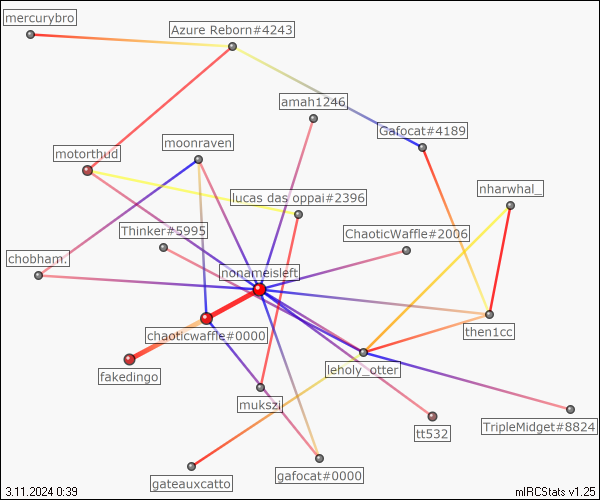 mercurybro
Azure Reborn#4243
amah1246
Gafocat#4189
moonraven
motorthud
nharwhal_
lucas das oppai#2396
Thinker#5995
ChaoticWaffle#2006
chobham.
nonameisleft
chaoticwaffle#0000
then1cc
fakedingo
leholy_otter
mukszi
TripleMidget#8824
tt532
gateauxcatto
gafocat#0000
3.11.2024 0:39
mIRCStats v1.25